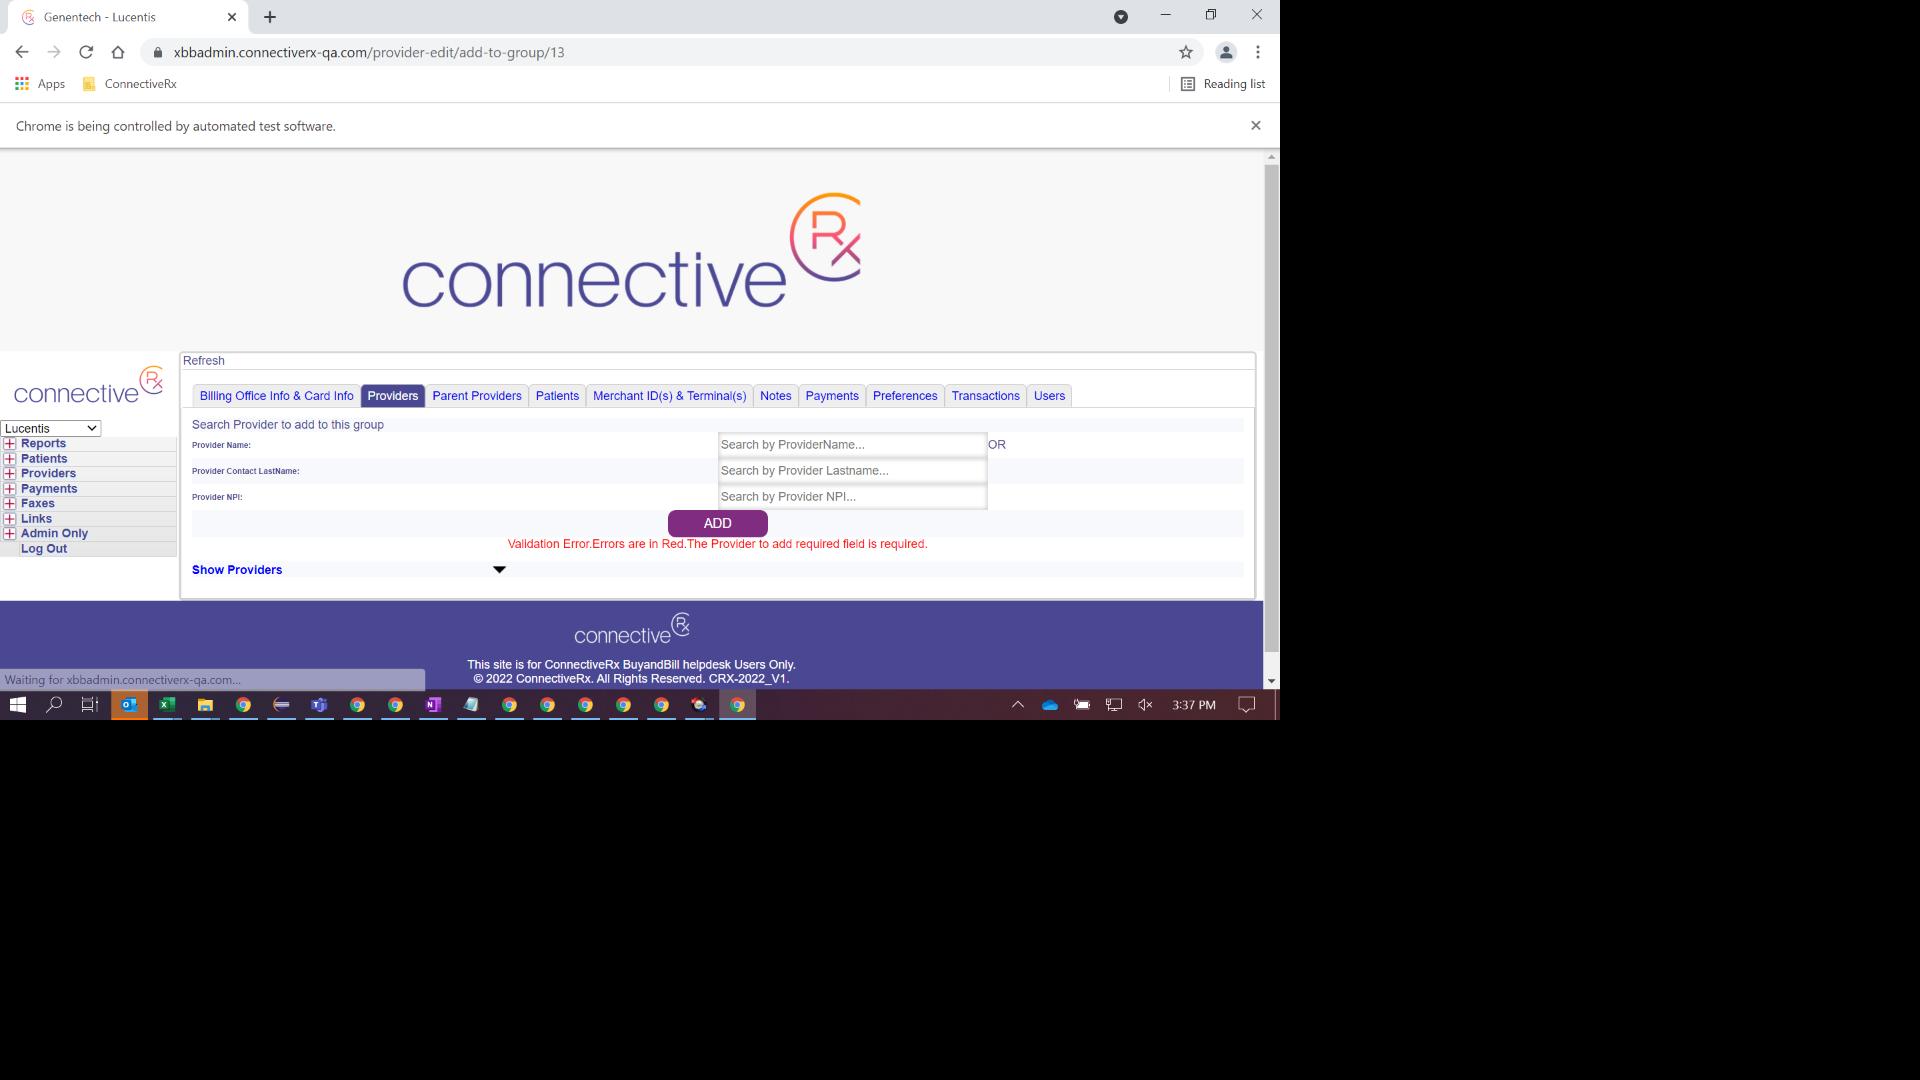 Genentech - Lucentis
xbbadmin.connectiverx-qa.com/provider-edit/add-to-group/13
Apps
ConnectiveRx
Reading list
Chrome is being controlled by automated test software.
connective Rx
Refresh
connective Rx
Billing Office Info & Card Info
Providers
Parent Providers
Patients
Merchant ID(s) & Terminal(s)
Notes
Payments
Preferences
Transactions
Users
Lucentis
Reports
Patients
Providers
Payments
Faxes
Links
Admin Only
Log Out
Search Provider to add to this group
Provider Name: Search by ProviderName... OR
Provider Contact LastName: Search by Provider Lastname...
Provider NPI: Search by Provider NPI...
ADD
Validation Error.Errors are in Red.The Provider to add required field is required.
Show Providers
connective Rx
This site is for ConnectiveRx BuyandBill helpdesk Users Only.
© 2022 ConnectiveRx. All Rights Reserved. CRX-2022_V1.
Waiting for xbbadmin.connectiverx-qa.com...
3:37 PM